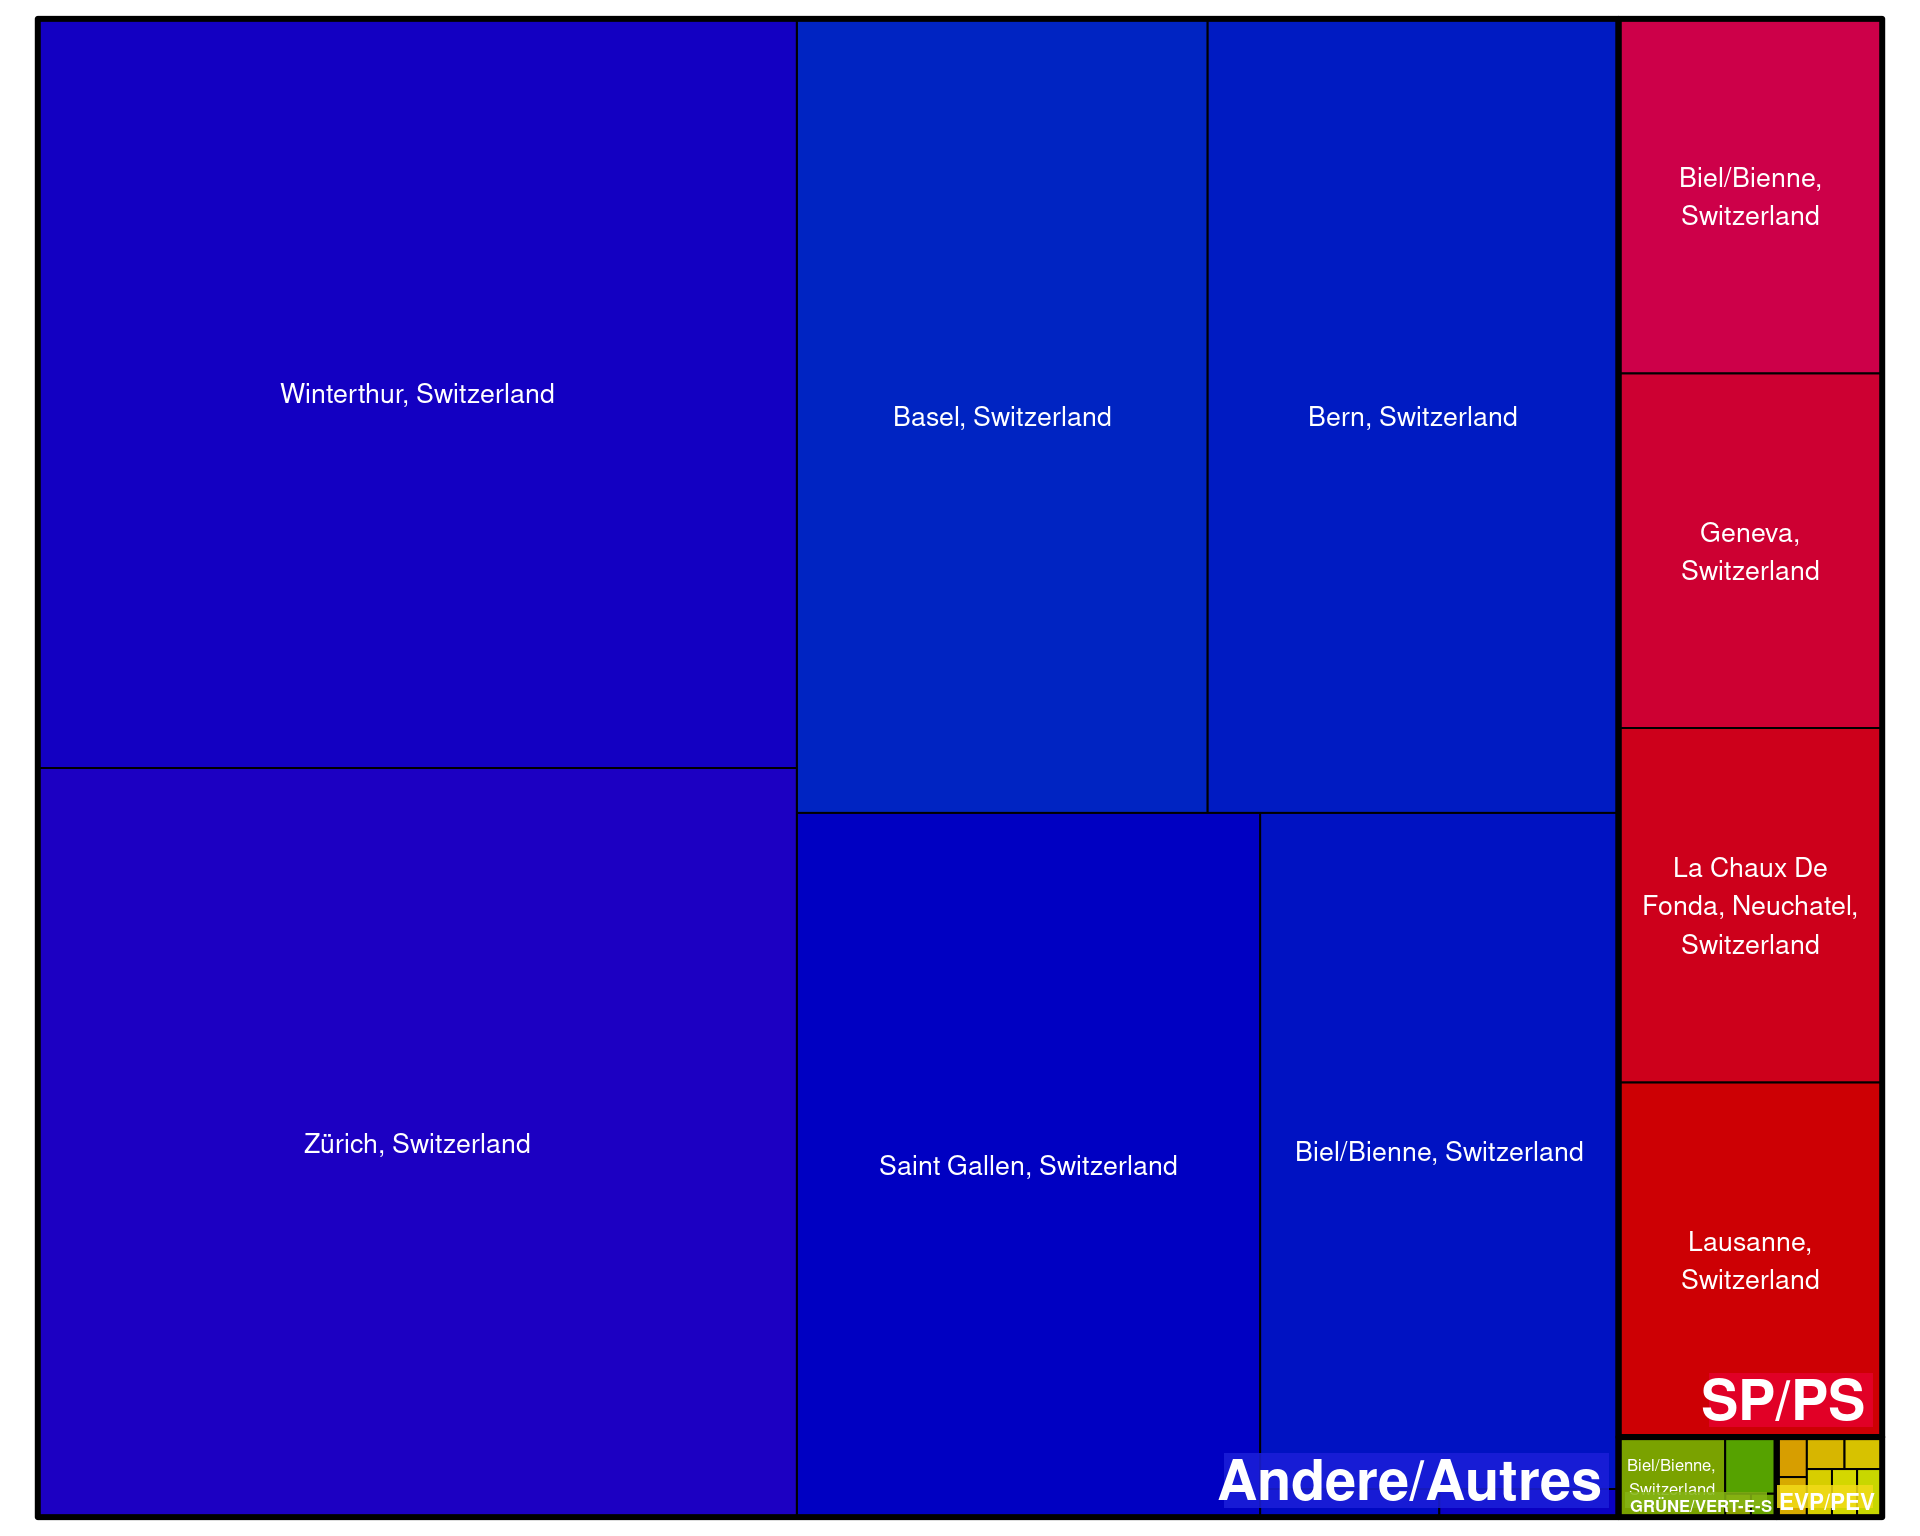 Winterthur, Switzerland
Zürich, Switzerland
Basel, Switzerland
Bern, Switzerland
Saint Gallen, Switzerland
Biel/Bienne, Switzerland
Andere/Autres
Biel/Bienne,
Switzerland
Geneva,
Switzerland
La Chaux De
Fonda, Neuchatel,
Switzerland
Lausanne,
Switzerland
SP/PS
Biel/Bienne,
Switzerland
GRÜNE/VERT-E-S
EVP/PEV